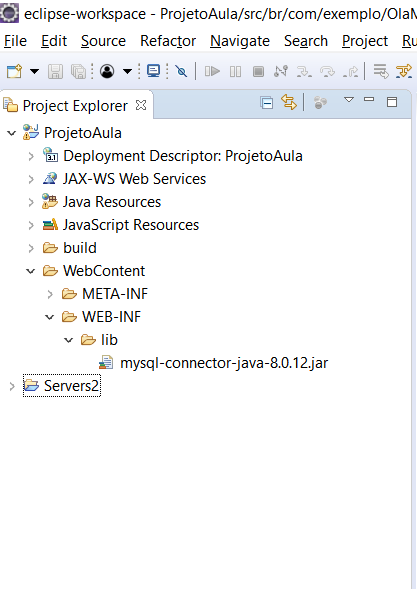 eclipse-workspace - ProjetoAula/src/br/com/exemplo/OlaM
File Edit Source Refactor Navigate Search Project Ru
Project Explorer
ProjetoAula
Deployment Descriptor: ProjetoAula
JAX-WS Web Services
Java Resources
JavaScript Resources
build
WebContent
META-INF
WEB-INF
lib
mysql-connector-java-8.0.12.jar
Servers2